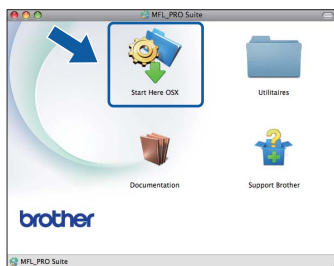 MFL_PRO Suite
Start Here OSX
Utilitaires
Documentation
Support Brother
brother
MFL_PRO Suite